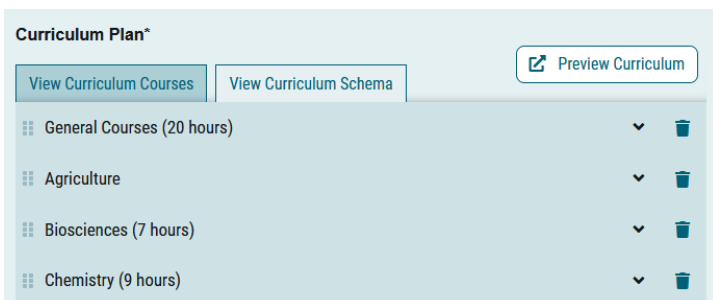 Curriculum Plan*
Preview Curriculum
View Curriculum Courses
View Curriculum Schema
General Courses (20 hours)
Agriculture
Biosciences (7 hours)
Chemistry (9 hours)